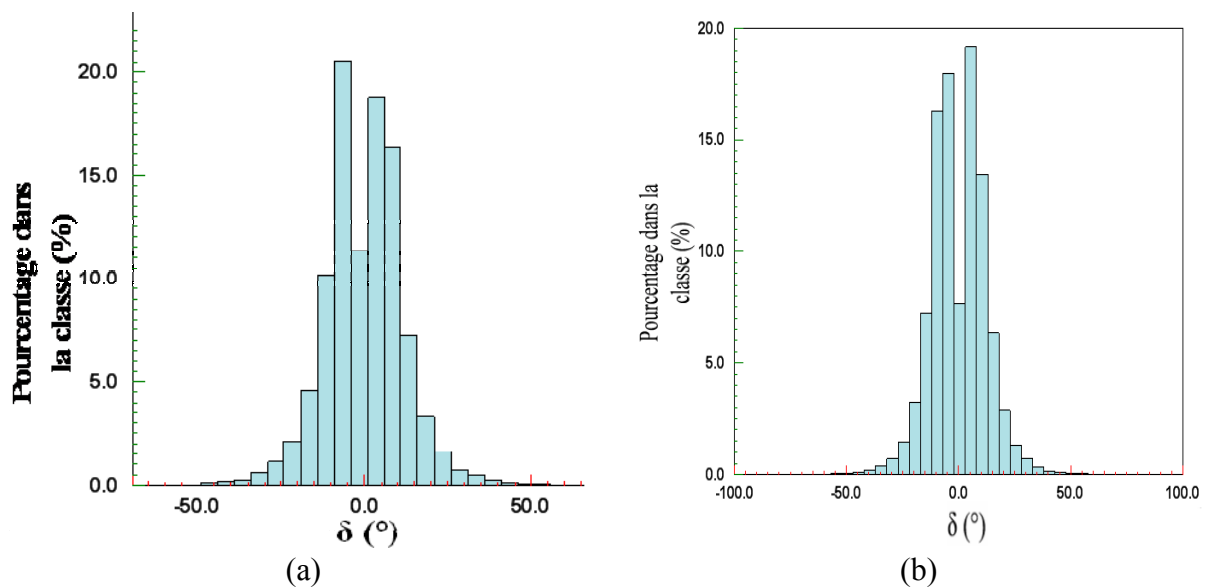 20.0
15.0
10.0
5.0
0.0
Pourcentage dans
la classe (%)
-50.0
0.0
50.0
δ (°)
(a)
20.0
15.0
10.0
5.0
0.0
Pourcentage dans la
classe (%)
-100.0
-50.0
0.0
50.0
100.0
δ (°)
(b)